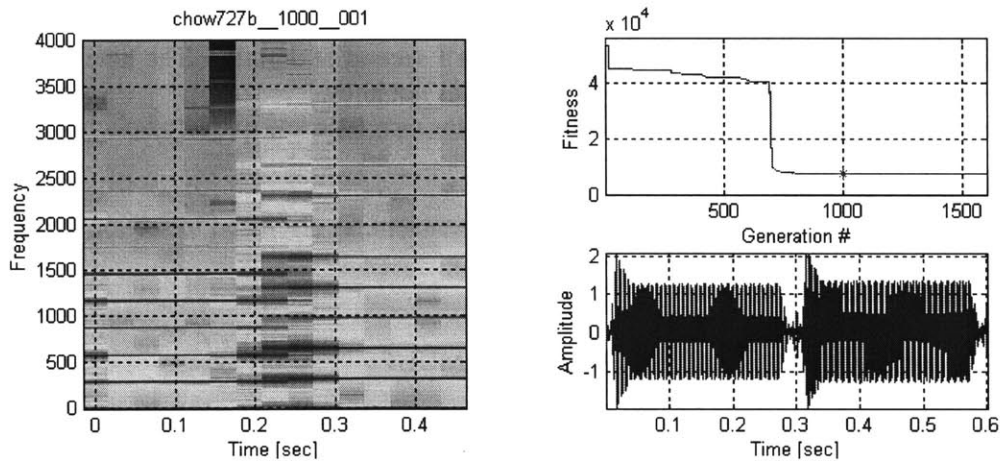 chow727b__1000__001
4000
3500
3000
2500
2000
1500
1000
500
0
Frequency
0 0.1 0.2 0.3 0.4
Time [sec]
x 10^4
4
2
0
Fitness
500 1000 1500
Generation #
2
1
0
-1
Amplitude
0.1 0.2 0.3 0.4 0.5 0.6
Time [sec]